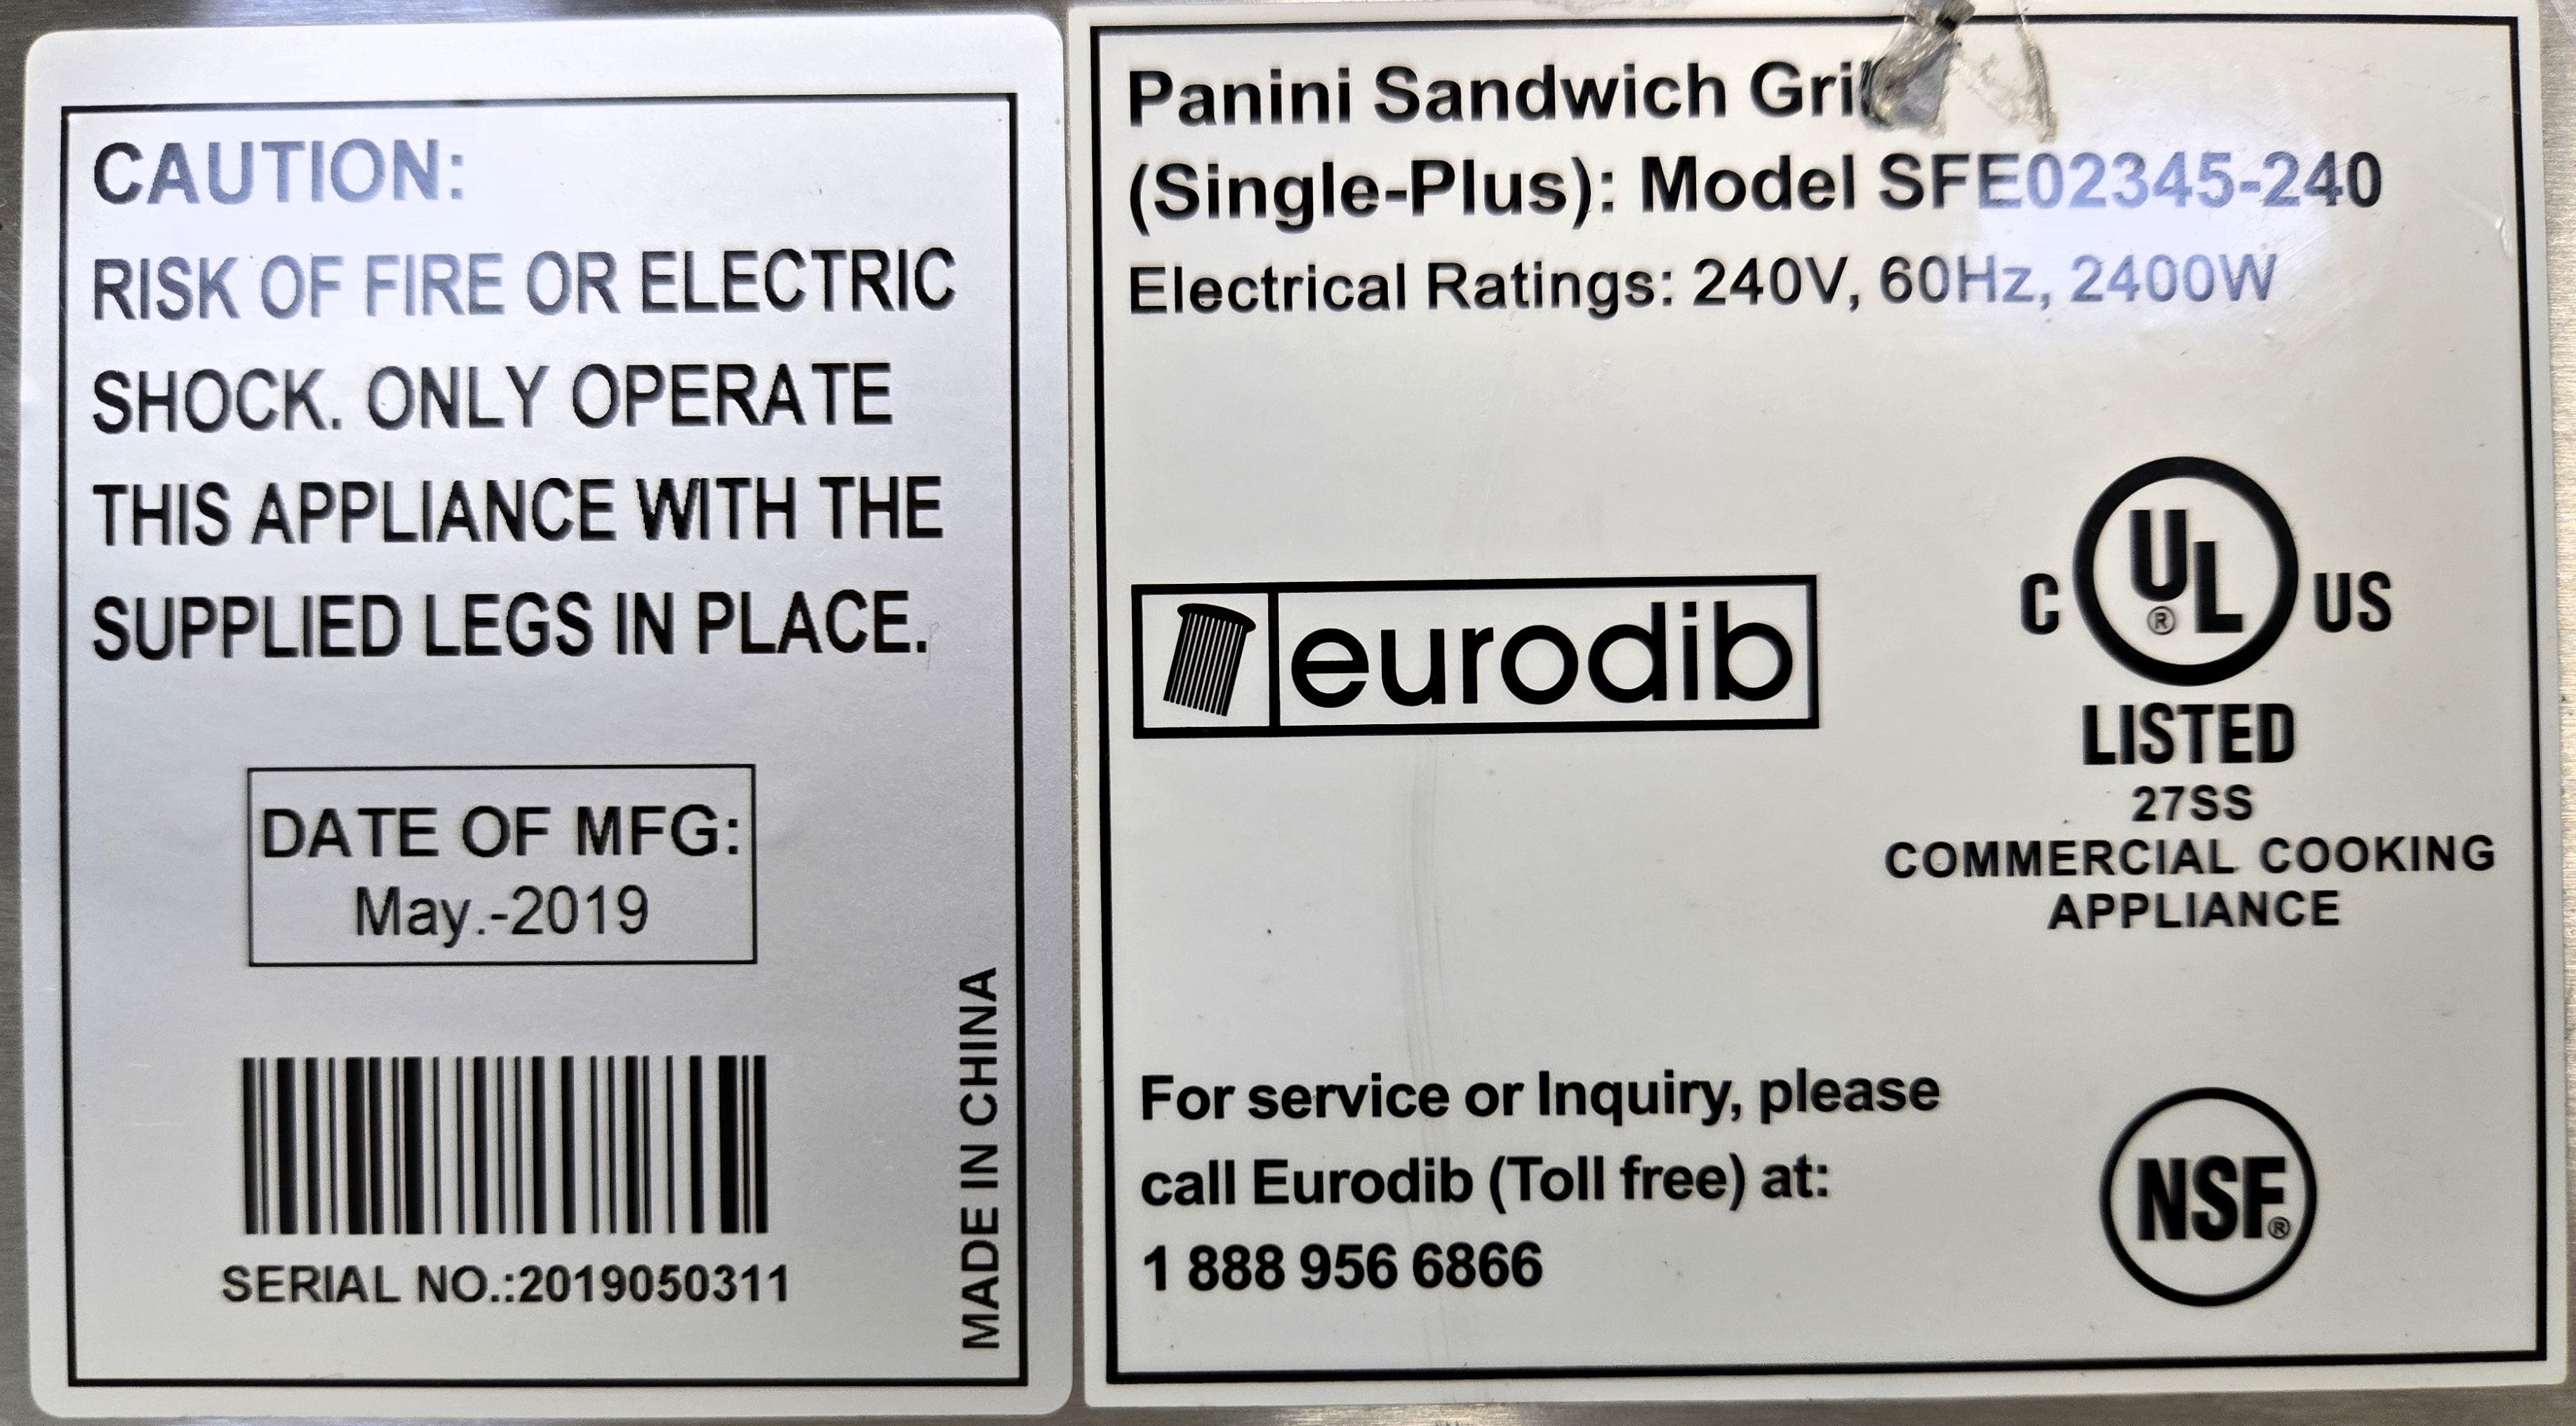 CAUTION:
RISK OF FIRE OR ELECTRIC
SHOCK. ONLY OPERATE
THIS APPLIANCE WITH THE
SUPPLIED LEGS IN PLACE.
DATE OF MFG:
May.-2019
SERIAL NO.:2019050311
MADE IN CHINA
Panini Sandwich
(Single-Plus): Model SFE02345-240
Electrical Ratings: 240V, 60Hz, 2400W
eurodib
C UL® US
LISTED
27SS
COMMERCIAL COOKING
APPLIANCE
For service or Inquiry, please
call Eurodib (Toll free) at:
1 888 956 6866
NSF®